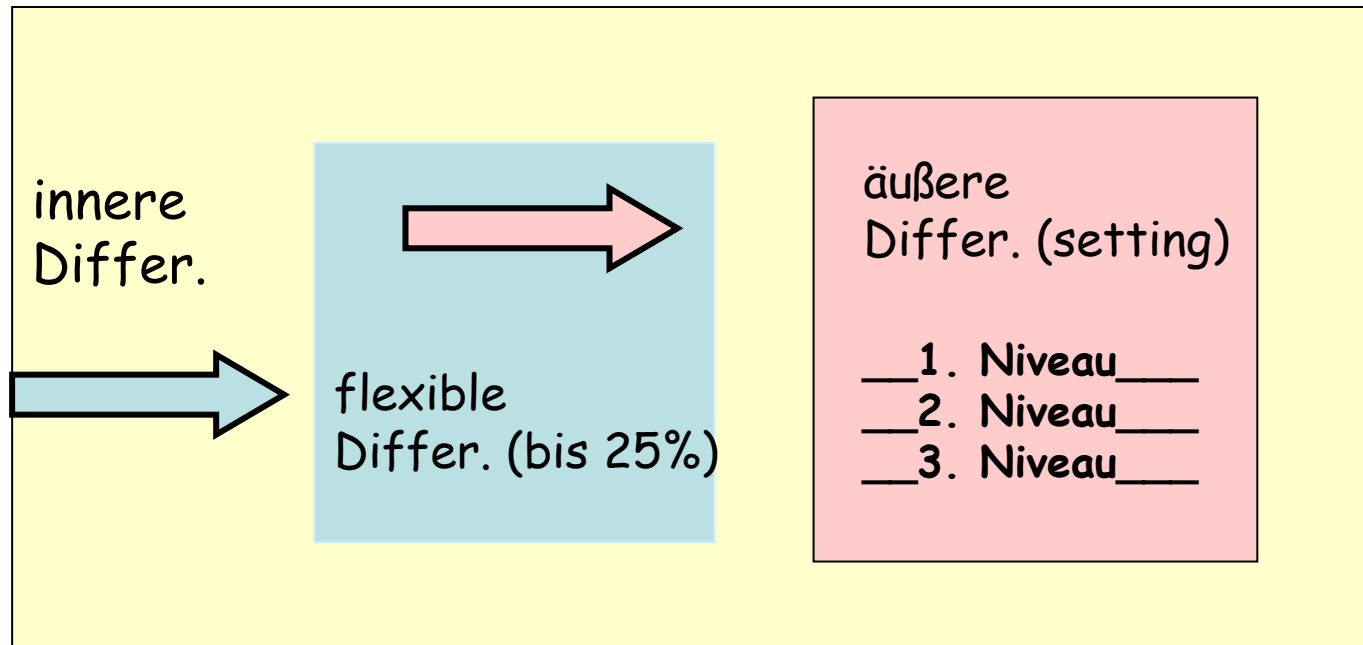 innere
Differ.
flexible
Differ. (bis 25%)
äußere
Differ. (setting)
__1. Niveau___
__2. Niveau___
__3. Niveau___